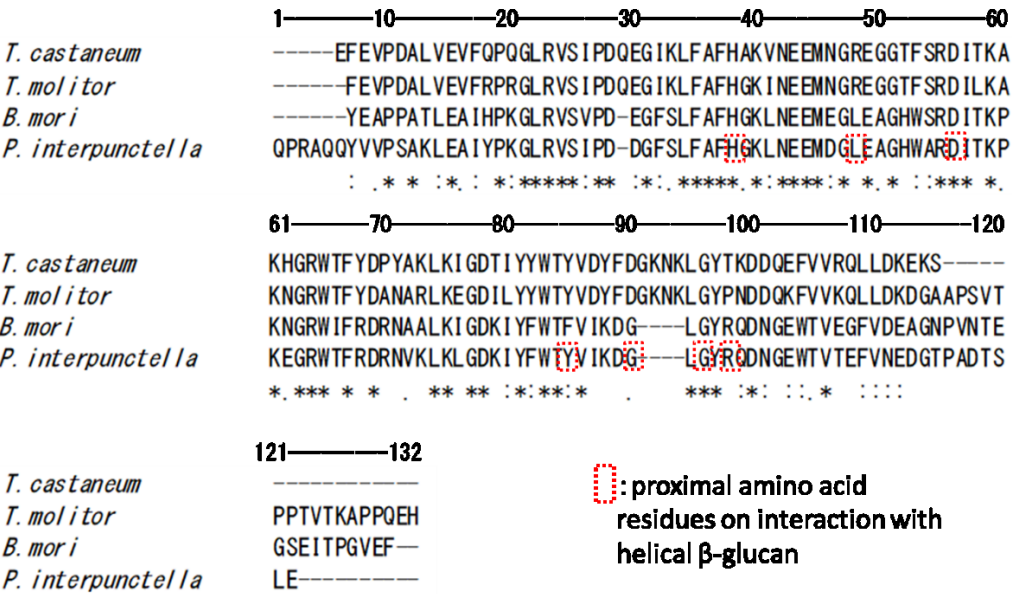 1———10———20———30———40———50———60
T. castaneum -----EFEVPDALVEVFQPQGLRVSIPDQEGIKLFAFHAKVNEEMNGREGGTFSRDITKA
T. molitor ------FEVPDALVEVFRPRGLRVSIPDQEGIKLFAFHGKINEEMNGREGGTFSRDILKA
B. mori ------YEAPPATLEAIHPKGLRVSVPD-EGFSLFAFHGKLNEEMEGLEAGHWSRDITKP
P. interpunctella QPRAQQYVVPSAKLEAIYPKGLRVSIPD-DGFSLFAFHGKLNEEMDGLEAGHWARDITKP
: .* * :*. : *:*****:** :*:. *****.*:****:* *.* ::*** *.
61———70———80———90———100———110———120
T. castaneum KHGRWTFYDPYAKLKIGDTIYYWTYVDYFDGKNKLGYTKDDQEFVVRQLLDKEKS-----
T. molitor KNGRWTFYDANARLKEGDILYYWTYVDYFDGKNKLGYPNDDQKFVVKQLLDKDGAAPSVT
B. mori KNGRWIFRDRNAALKIGDKIYFWTFVIKDG----LGYRQDNGEWTVEGFVDEAGNPVNTE
P. interpunctella KEGRWTFRDRNVKLKLGDKIYFWTYVIKDG----LGYRQDNGEWTVTEFVNEDGTPADTS
*.*** * * . ** ** :*:**:* . *** :*: ::.* ::::
121———132
T. castaneum ------------
T. molitor PPTVTKAPPQEH
B. mori GSEITPGVEF--
P. interpunctella LE----------
: proximal amino acid
residues on interaction with
helical β-glucan